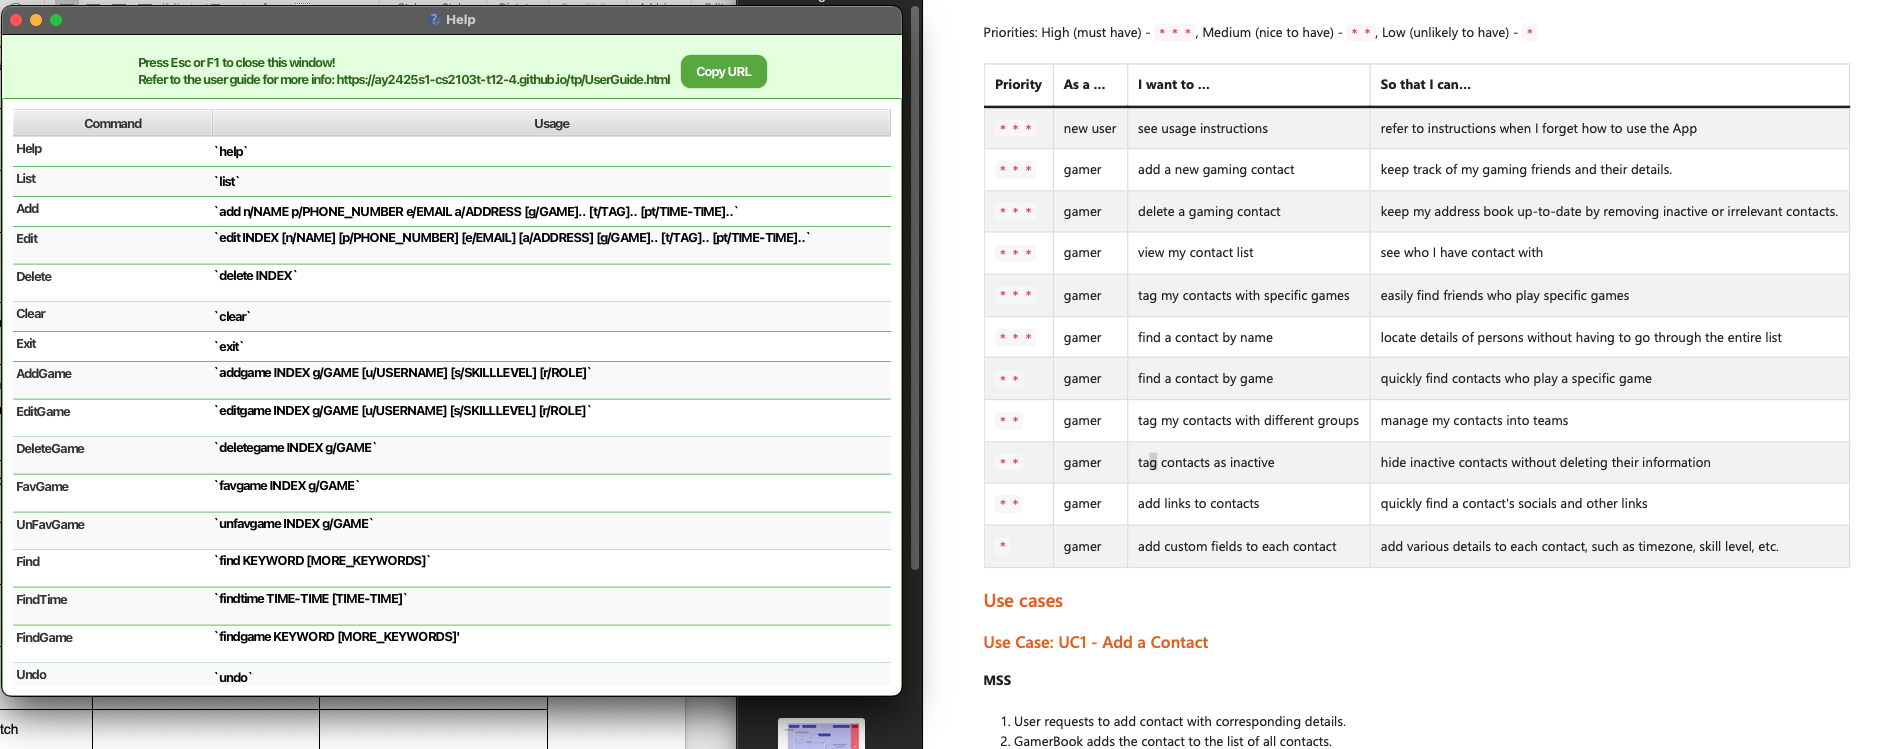 Help
Press Esc or F1 to close this window!
Refer to the user guide for more info: https://ay2425s1-cs2103t-t12-4.github.io/tp/UserGuide.html
Copy URL
Command Usage
Help `help`
List `list`
Add `add n/NAME p/PHONE_NUMBER e/EMAIL a/ADDRESS [g/GAME].. [t/TAG].. [pt/TIME-TIME]..`
Edit `edit INDEX [n/NAME] [p/PHONE_NUMBER] [e/EMAIL] [a/ADDRESS] [g/GAME].. [t/TAG].. [pt/TIME-TIME]..`
Delete `delete INDEX`
Clear `clear`
Exit `exit`
AddGame `addgame INDEX g/GAME [u/USERNAME] [s/SKILLLEVEL] [r/ROLE]`
EditGame `editgame INDEX g/GAME [u/USERNAME] [s/SKILLLEVEL] [r/ROLE]`
DeleteGame `deletegame INDEX g/GAME`
FavGame `favgame INDEX g/GAME`
UnFavGame `unfavgame INDEX g/GAME`
Find `find KEYWORD [MORE_KEYWORDS]`
FindTime `findtime TIME-TIME [TIME-TIME]`
FindGame `findgame KEYWORD [MORE_KEYWORDS]'
Undo `undo`
tch
Priorities: High (must have) - * * *, Medium (nice to have) - * *, Low (unlikely to have) - *
Priority As a ... I want to ... So that I can...
* * * new user see usage instructions refer to instructions when I forget how to use the App
* * * gamer add a new gaming contact keep track of my gaming friends and their details.
* * * gamer delete a gaming contact keep my address book up-to-date by removing inactive or irrelevant contacts.
* * * gamer view my contact list see who I have contact with
* * * gamer tag my contacts with specific games easily find friends who play specific games
* * * gamer find a contact by name locate details of persons without having to go through the entire list
* * gamer find a contact by game quickly find contacts who play a specific game
* * gamer tag my contacts with different groups manage my contacts into teams
* * gamer tag contacts as inactive hide inactive contacts without deleting their information
* * gamer add links to contacts quickly find a contact's socials and other links
* gamer add custom fields to each contact add various details to each contact, such as timezone, skill level, etc.
Use cases
Use Case: UC1 - Add a Contact
MSS
1. User requests to add contact with corresponding details.
2. GamerBook adds the contact to the list of all contacts.